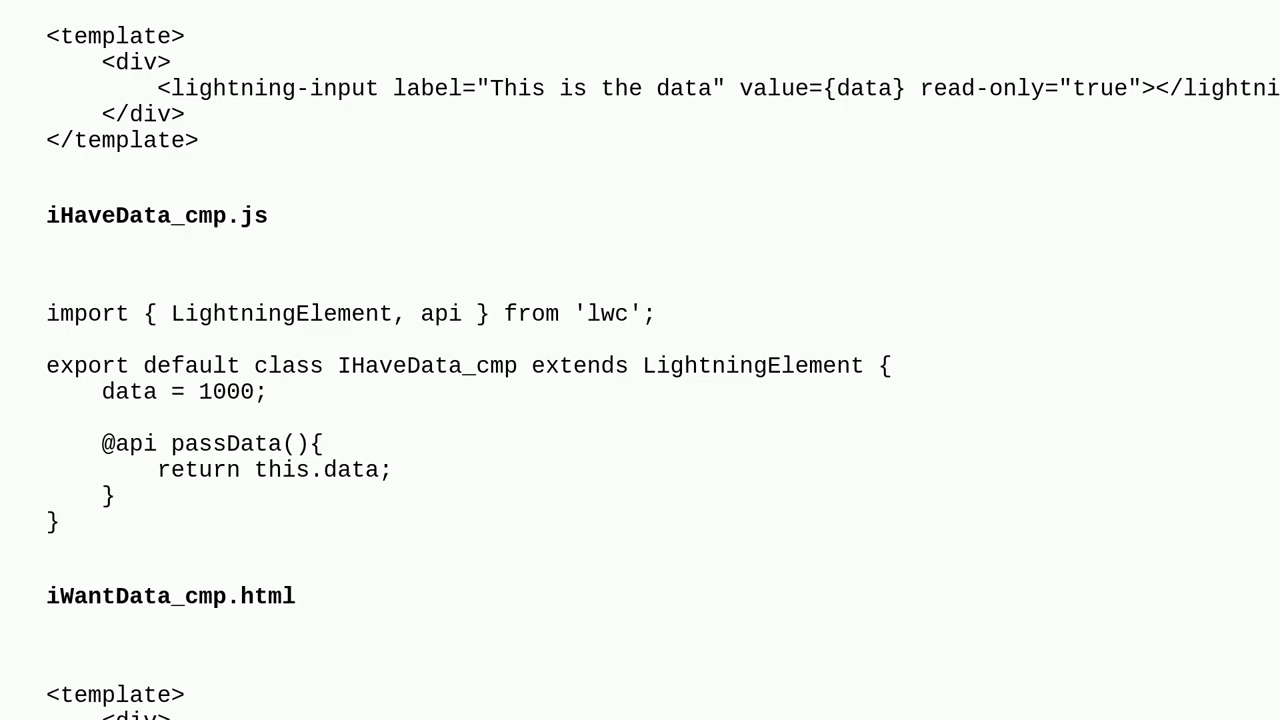 <template>
    <div>
        <lightning-input label="This is the data" value={data} read-only="true"></lightni
    </div>
</template>
iHaveData_cmp.js
import { LightningElement, api } from 'lwc';
export default class IHaveData_cmp extends LightningElement {
    data = 1000;
    @api passData(){
        return this.data;
    }
}
iWantData_cmp.html
<template>
    <div>